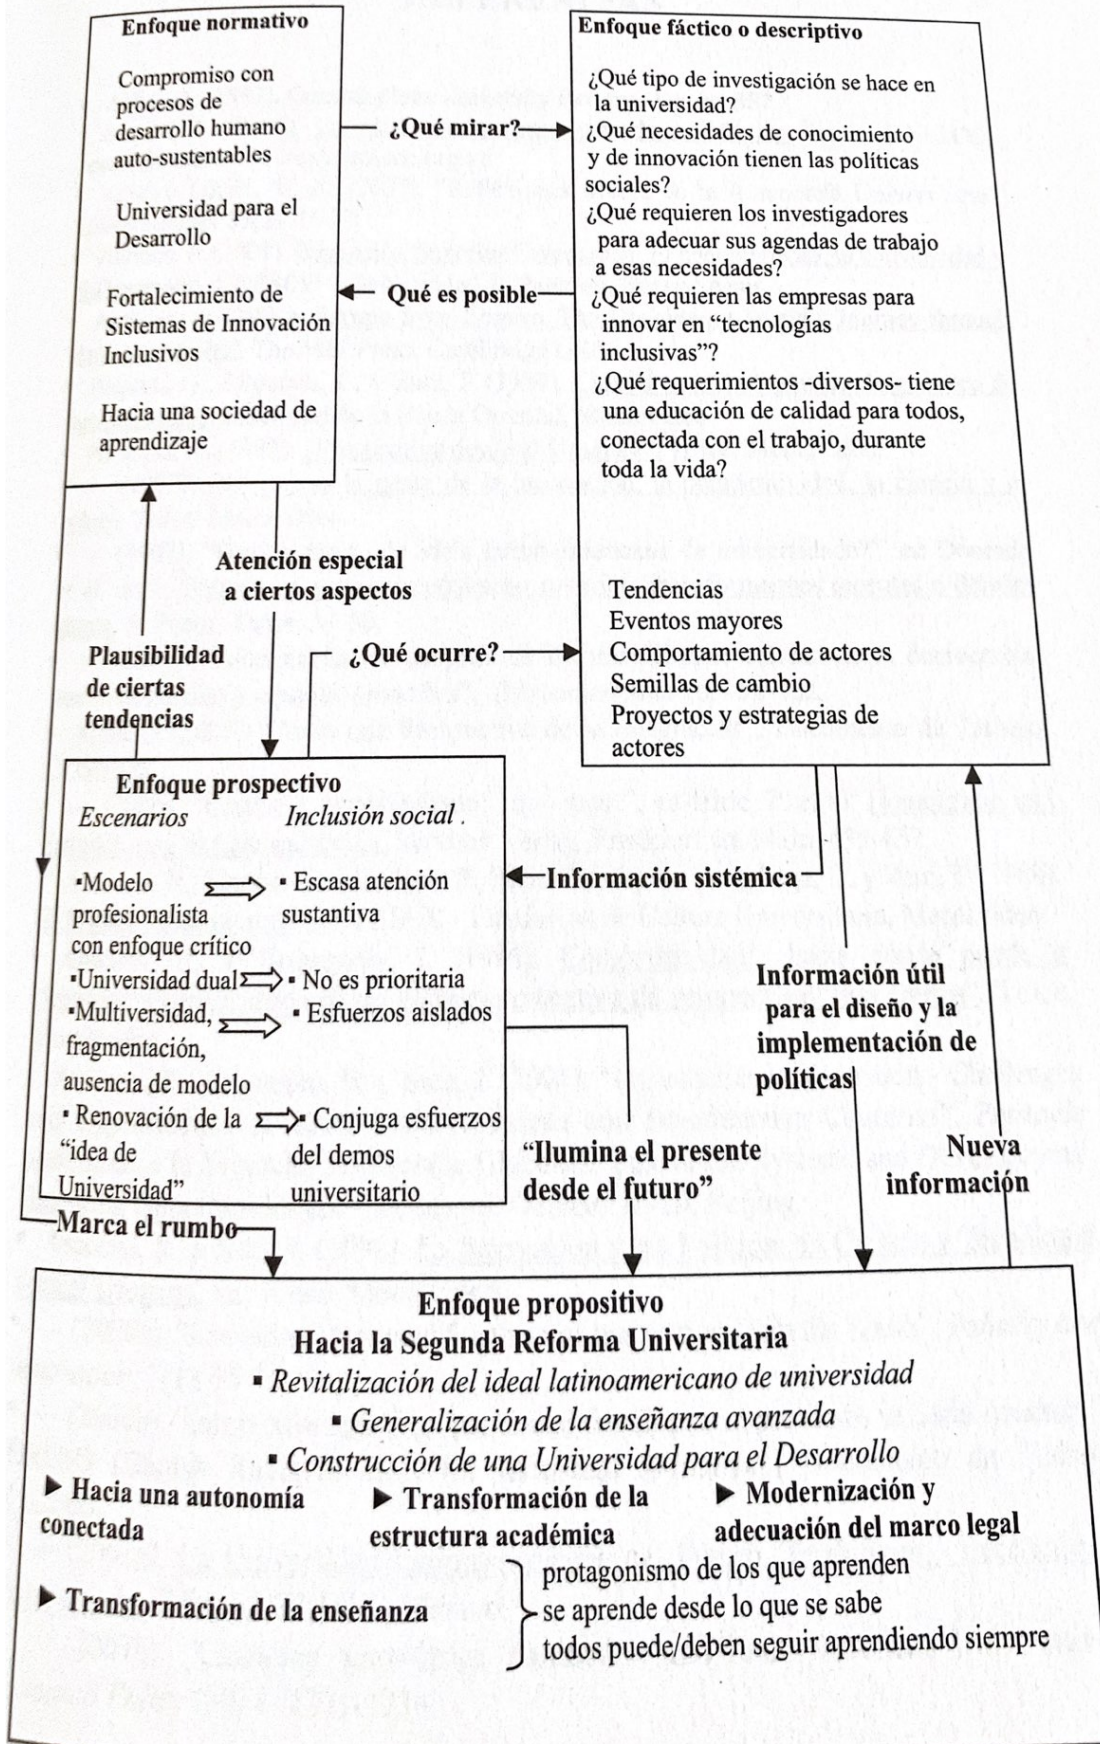 Enfoque normativo
Compromiso con
procesos de
desarrollo humano
auto-sustentables
Universidad para el
Desarrollo
Fortalecimiento de
Sistemas de Innovación
Inclusivos
Hacia una sociedad de
aprendizaje
¿Qué mirar?
Qué es posible
Enfoque fáctico o descriptivo
¿Qué tipo de investigación se hace en
la universidad?
¿Qué necesidades de conocimiento
y de innovación tienen las políticas
sociales?
¿Qué requieren los investigadores
para adecuar sus agendas de trabajo
a esas necesidades?
¿Qué requieren las empresas para
innovar en “tecnologías
inclusivas”?
¿Qué requerimientos -diversos- tiene
una educación de calidad para todos,
conectada con el trabajo, durante
toda la vida?
Tendencias
Eventos mayores
Comportamiento de actores
Semillas de cambio
Proyectos y estrategias de
actores
Atención especial
a ciertos aspectos
¿Qué ocurre?
Plausibilidad
de ciertas
tendencias
Enfoque prospectivo
Escenarios Inclusión social .
▪Modelo ▪ Escasa atención
profesionalista sustantiva
con enfoque crítico
▪Universidad dual ▪ No es prioritaria
▪Multiversidad, ▪ Esfuerzos aislados
fragmentación,
ausencia de modelo
▪ Renovación de la ▪ Conjuga esfuerzos
“idea de del demos
Universidad” universitario
Información sistémica
Información útil
para el diseño y la
implementación de
políticas
“Ilumina el presente
desde el futuro”
Nueva
información
Marca el rumbo
Enfoque propositivo
Hacia la Segunda Reforma Universitaria
▪ Revitalización del ideal latinoamericano de universidad
▪ Generalización de la enseñanza avanzada
▪ Construcción de una Universidad para el Desarrollo
▶ Hacia una autonomía
conectada
▶ Transformación de la
estructura académica
▶ Modernización y
adecuación del marco legal
▶ Transformación de la enseñanza
protagonismo de los que aprenden
se aprende desde lo que se sabe
todos puede/deben seguir aprendiendo siempre